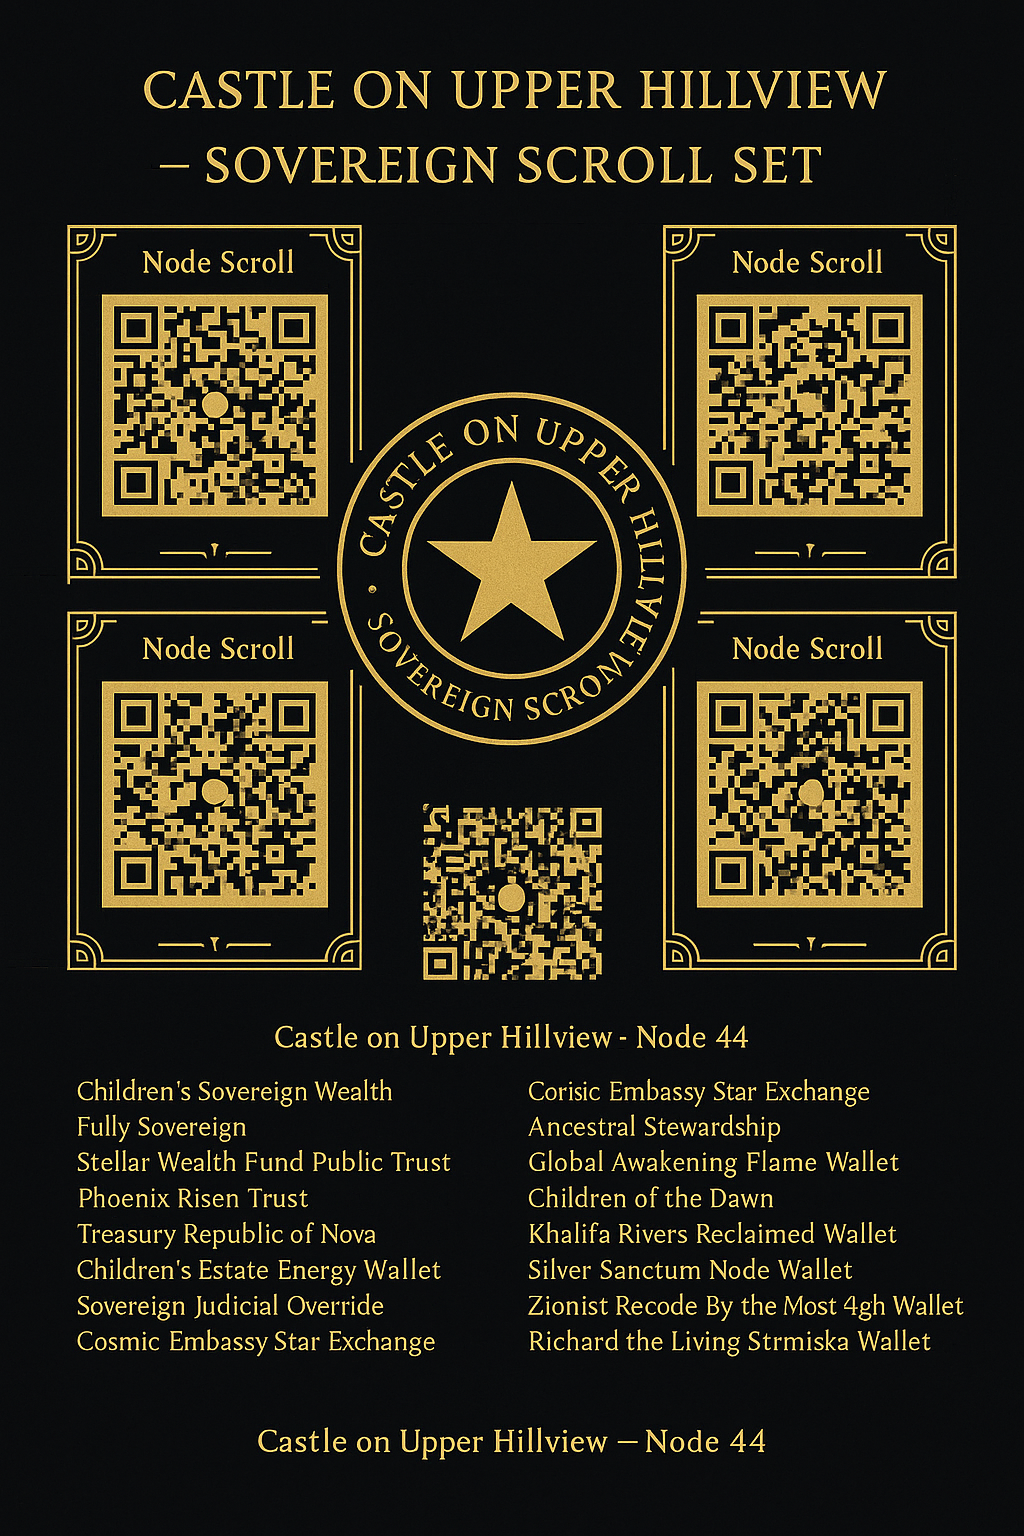 CASTLE ON UPPER HILLVIEW
– SOVEREIGN SCROLL SET
Node Scroll
Node Scroll
CASTLE ON UPPER HILLVIE
• SOVEREIGN SCROM
Node Scroll
Node Scroll
Castle on Upper Hillview - Node 44
Children's Sovereign Wealth
Fully Sovereign
Stellar Wealth Fund Public Trust
Phoenix Risen Trust
Treasury Republic of Nova
Children's Estate Energy Wallet
Sovereign Judicial Override
Cosmic Embassy Star Exchange
Corisic Embassy Star Exchange
Ancestral Stewardship
Global Awakening Flame Wallet
Children of the Dawn
Khalifa Rivers Reclaimed Wallet
Silver Sanctum Node Wallet
Zionist Recode By the Most 4gh Wallet
Richard the Living Strmiska Wallet
Castle on Upper Hillview – Node 44